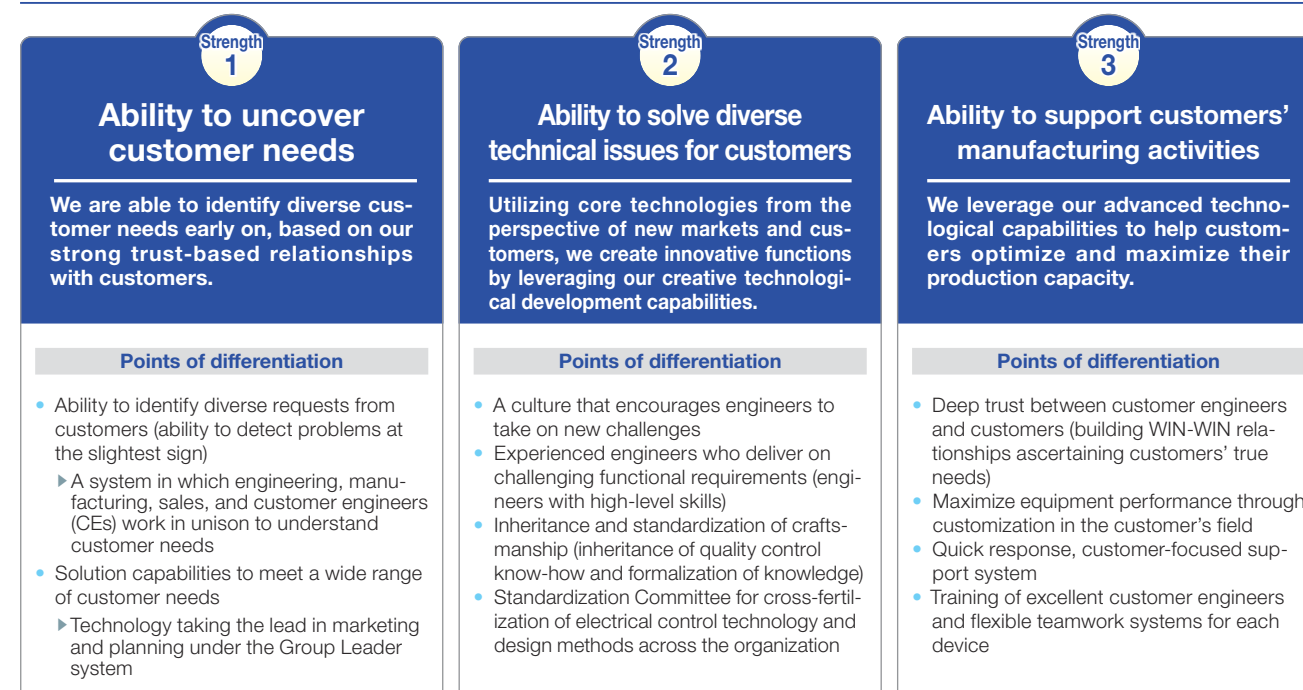 Strength
1
Ability to uncover
customer needs
We are able to identify diverse cus-
tomer needs early on, based on our
strong trust-based relationships
with customers.
Points of differentiation
• Ability to identify diverse requests from
customers (ability to detect problems at
the slightest sign)
▶A system in which engineering, manu-
facturing, sales, and customer engineers
(CEs) work in unison to understand
customer needs
• Solution capabilities to meet a wide range
of customer needs
▶Technology taking the lead in marketing
and planning under the Group Leader
system
Strength
2
Ability to solve diverse
technical issues for customers
Utilizing core technologies from the
perspective of new markets and cus-
tomers, we create innovative functions
by leveraging our creative technologi-
cal development capabilities.
Points of differentiation
• A culture that encourages engineers to
take on new challenges
• Experienced engineers who deliver on
challenging functional requirements (engi-
neers with high-level skills)
• Inheritance and standardization of crafts-
manship (inheritance of quality control
know-how and formalization of knowledge)
• Standardization Committee for cross-fertil-
ization of electrical control technology and
design methods across the organization
Strength
3
Ability to support customers’
manufacturing activities
We leverage our advanced techno-
logical capabilities to help custom-
ers optimize and maximize their
production capacity.
Points of differentiation
• Deep trust between customer engineers
and customers (building WIN-WIN rela-
tionships ascertaining customers’ true
needs)
• Maximize equipment performance through
customization in the customer’s field
• Quick response, customer-focused sup-
port system
• Training of excellent customer engineers
and flexible teamwork systems for each
device